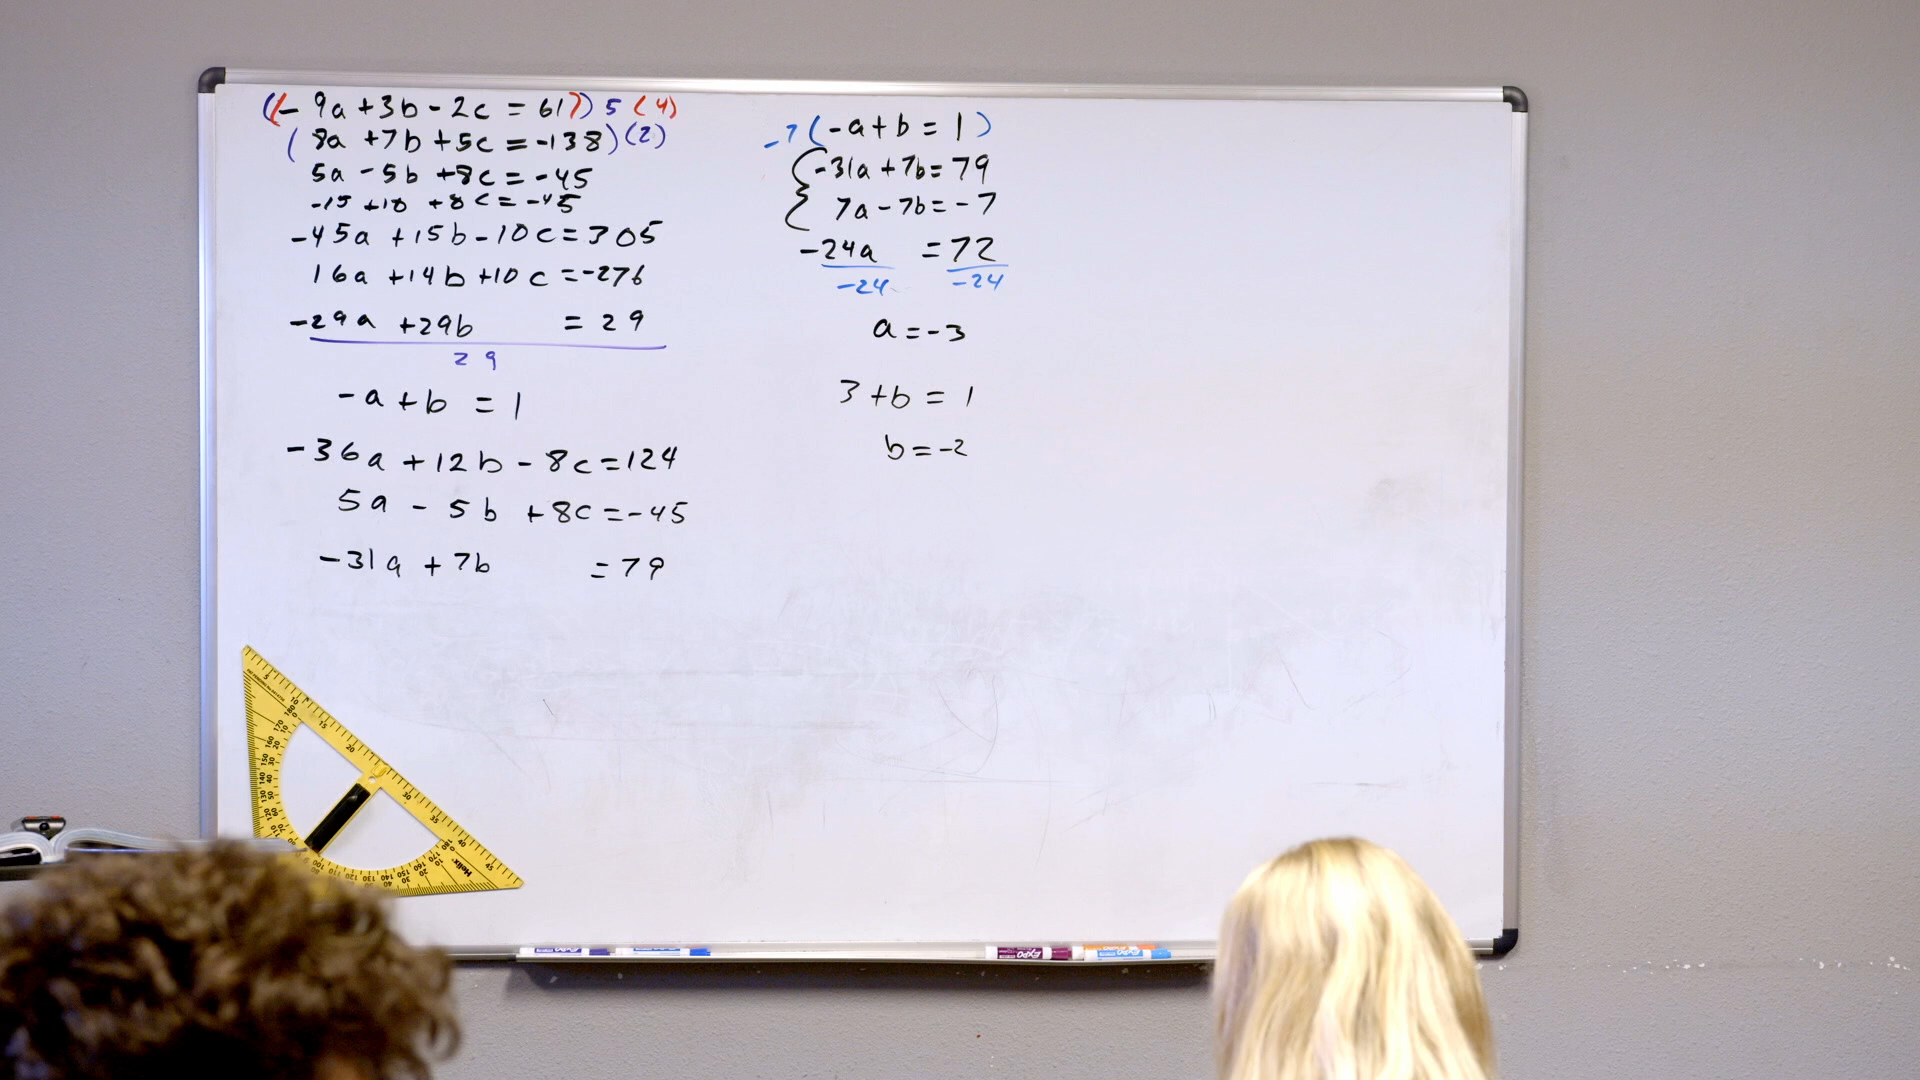 ((- 9a + 3b - 2c = 61)) 5 (4)
( 8a + 7b + 5c = -138 ) (2)
5a - 5b + 8c = -45
-15 + 10 + 8c = -45
-45a + 15b - 10c = 305
16a + 14b + 10c = -276
-29a + 29b = 29
29
-a + b = 1
-36a + 12b - 8c = 124
5a - 5b + 8c = -45
-31a + 7b = 79
-7 ( -a + b = 1 )
{ -31a + 7b = 79
7a - 7b = -7
-24a = 72
-24 -24
a = -3
3 + b = 1
b = -2
Helix
EXPO